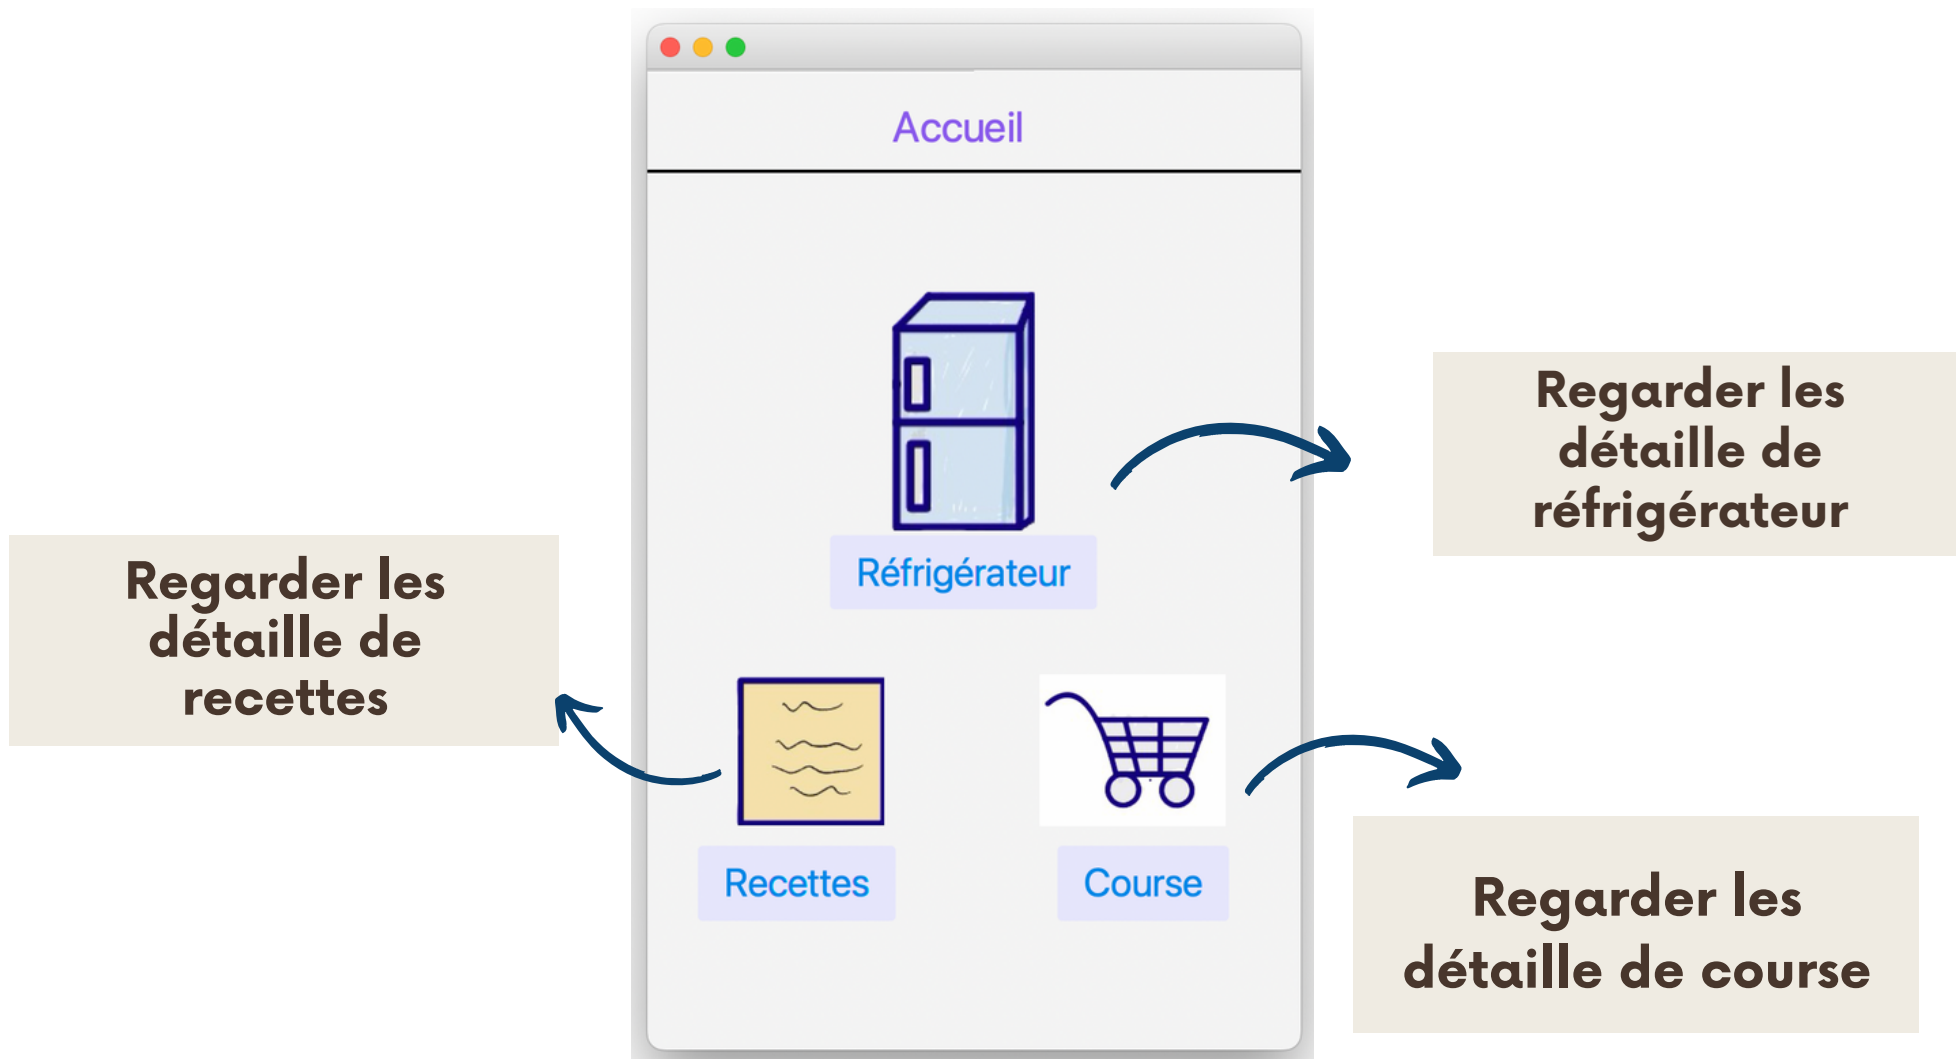 Accueil
Regarder les
détaille de
réfrigérateur
Réfrigérateur
Regarder les
détaille de
recettes
Recettes
Course
Regarder les
détaille de course